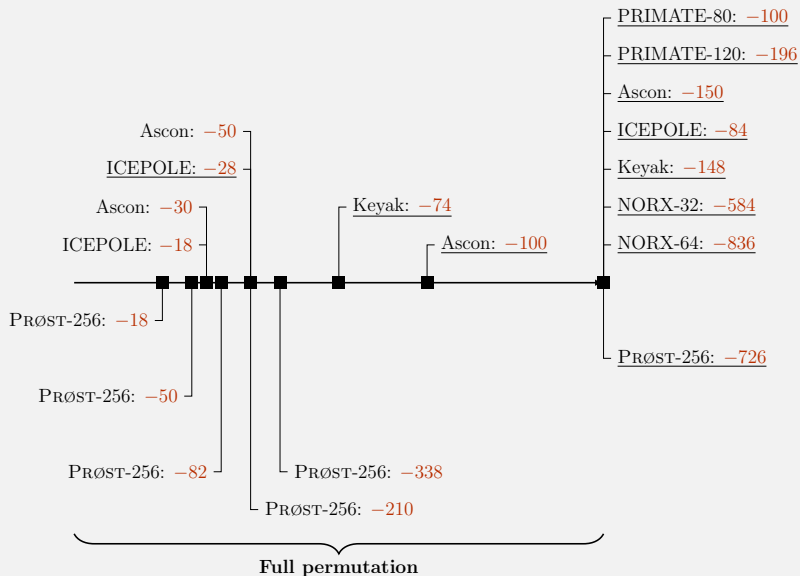 PRIMATE-80: −100
PRIMATE-120: −196
Ascon: −150
Ascon: −50
ICEPOLE: −84
ICEPOLE: −28
Keyak: −148
Ascon: −30
Keyak: −74
NORX-32: −584
ICEPOLE: −18
Ascon: −100
NORX-64: −836
PRØST-256: −18
PRØST-256: −726
PRØST-256: −50
PRØST-256: −82
PRØST-256: −338
PRØST-256: −210
Full permutation